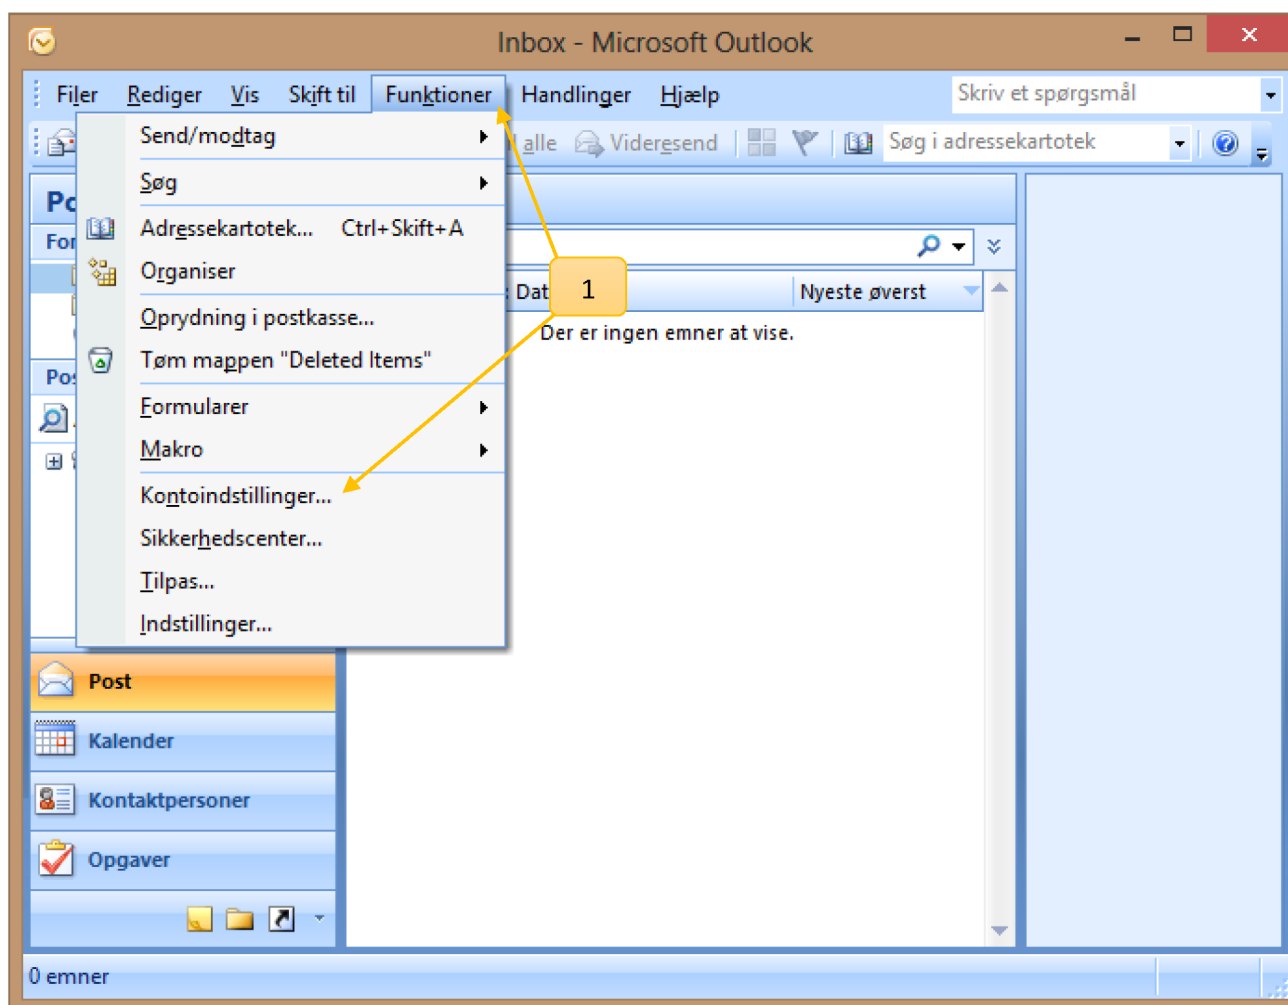 Inbox - Microsoft Outlook
Filer Rediger Vis Skift til Funktioner Handlinger Hjælp Skriv et spørgsmål
alle Videresend Søg i adressekartotek
Send/modtag
Søg
Adressekartotek... Ctrl+Skift+A
Organiser
Oprydning i postkasse...
Tøm mappen "Deleted Items"
Formularer
Makro
Kontoindstillinger...
Sikkerhedscenter...
Tilpas...
Indstillinger...
1
Nyeste øverst
Der er ingen emner at vise.
Post
Kalender
Kontaktpersoner
Opgaver
0 emner